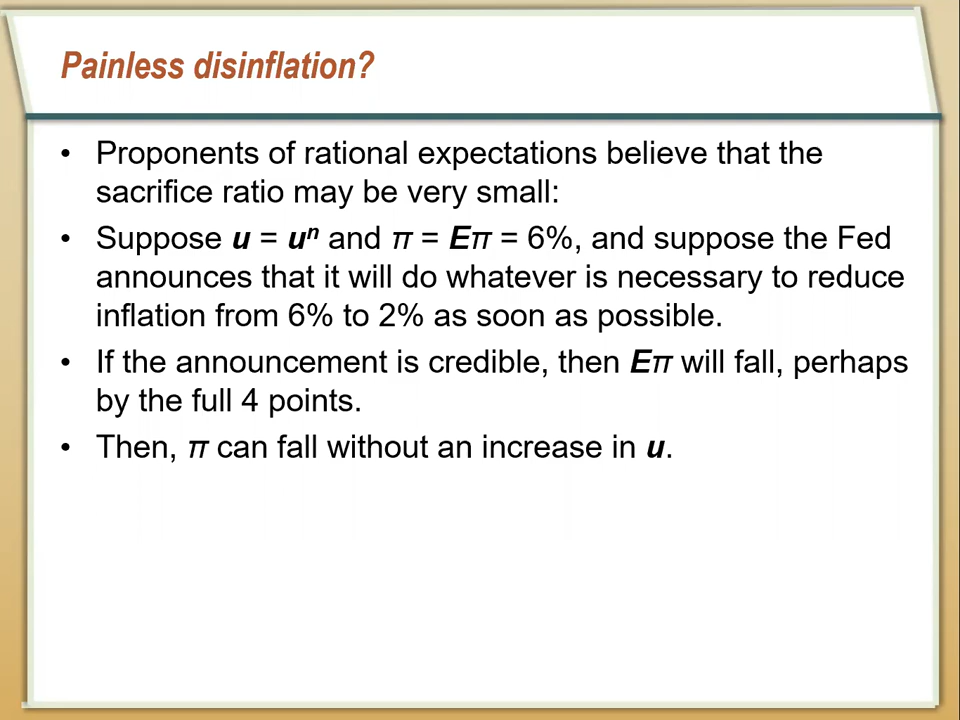 Painless disinflation?
• Proponents of rational expectations believe that the
sacrifice ratio may be very small:
• Suppose u = uⁿ and π = Eπ = 6%, and suppose the Fed
announces that it will do whatever is necessary to reduce
inflation from 6% to 2% as soon as possible.
• If the announcement is credible, then Eπ will fall, perhaps
by the full 4 points.
• Then, π can fall without an increase in u.